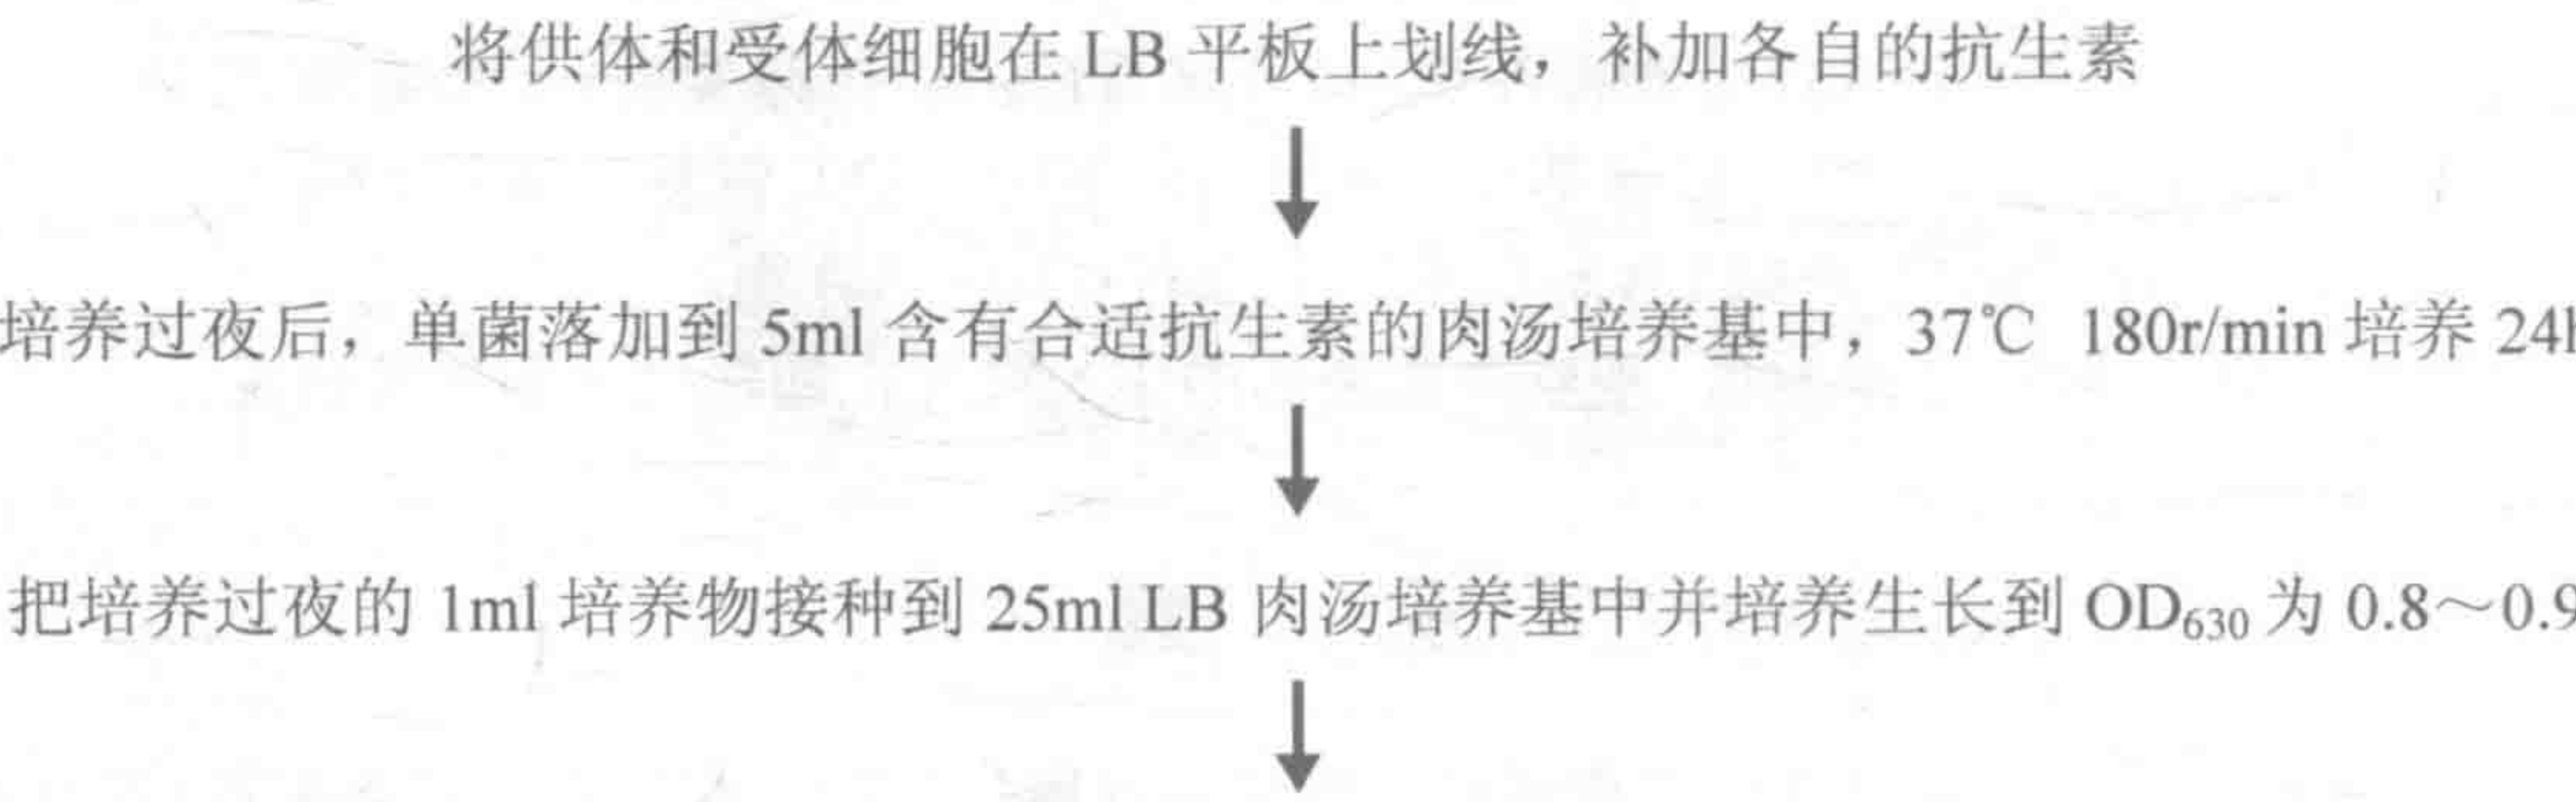 将供体和受体细胞在 LB 平板上划线，补加各自的抗生素
培养过夜后，单菌落加到 5ml 含有合适抗生素的肉汤培养基中，37℃ 180r/min 培养 24
把培养过夜的 1ml 培养物接种到 25ml LB 肉汤培养基中并培养生长到 OD₆₃₀ 为 0.8～0.9